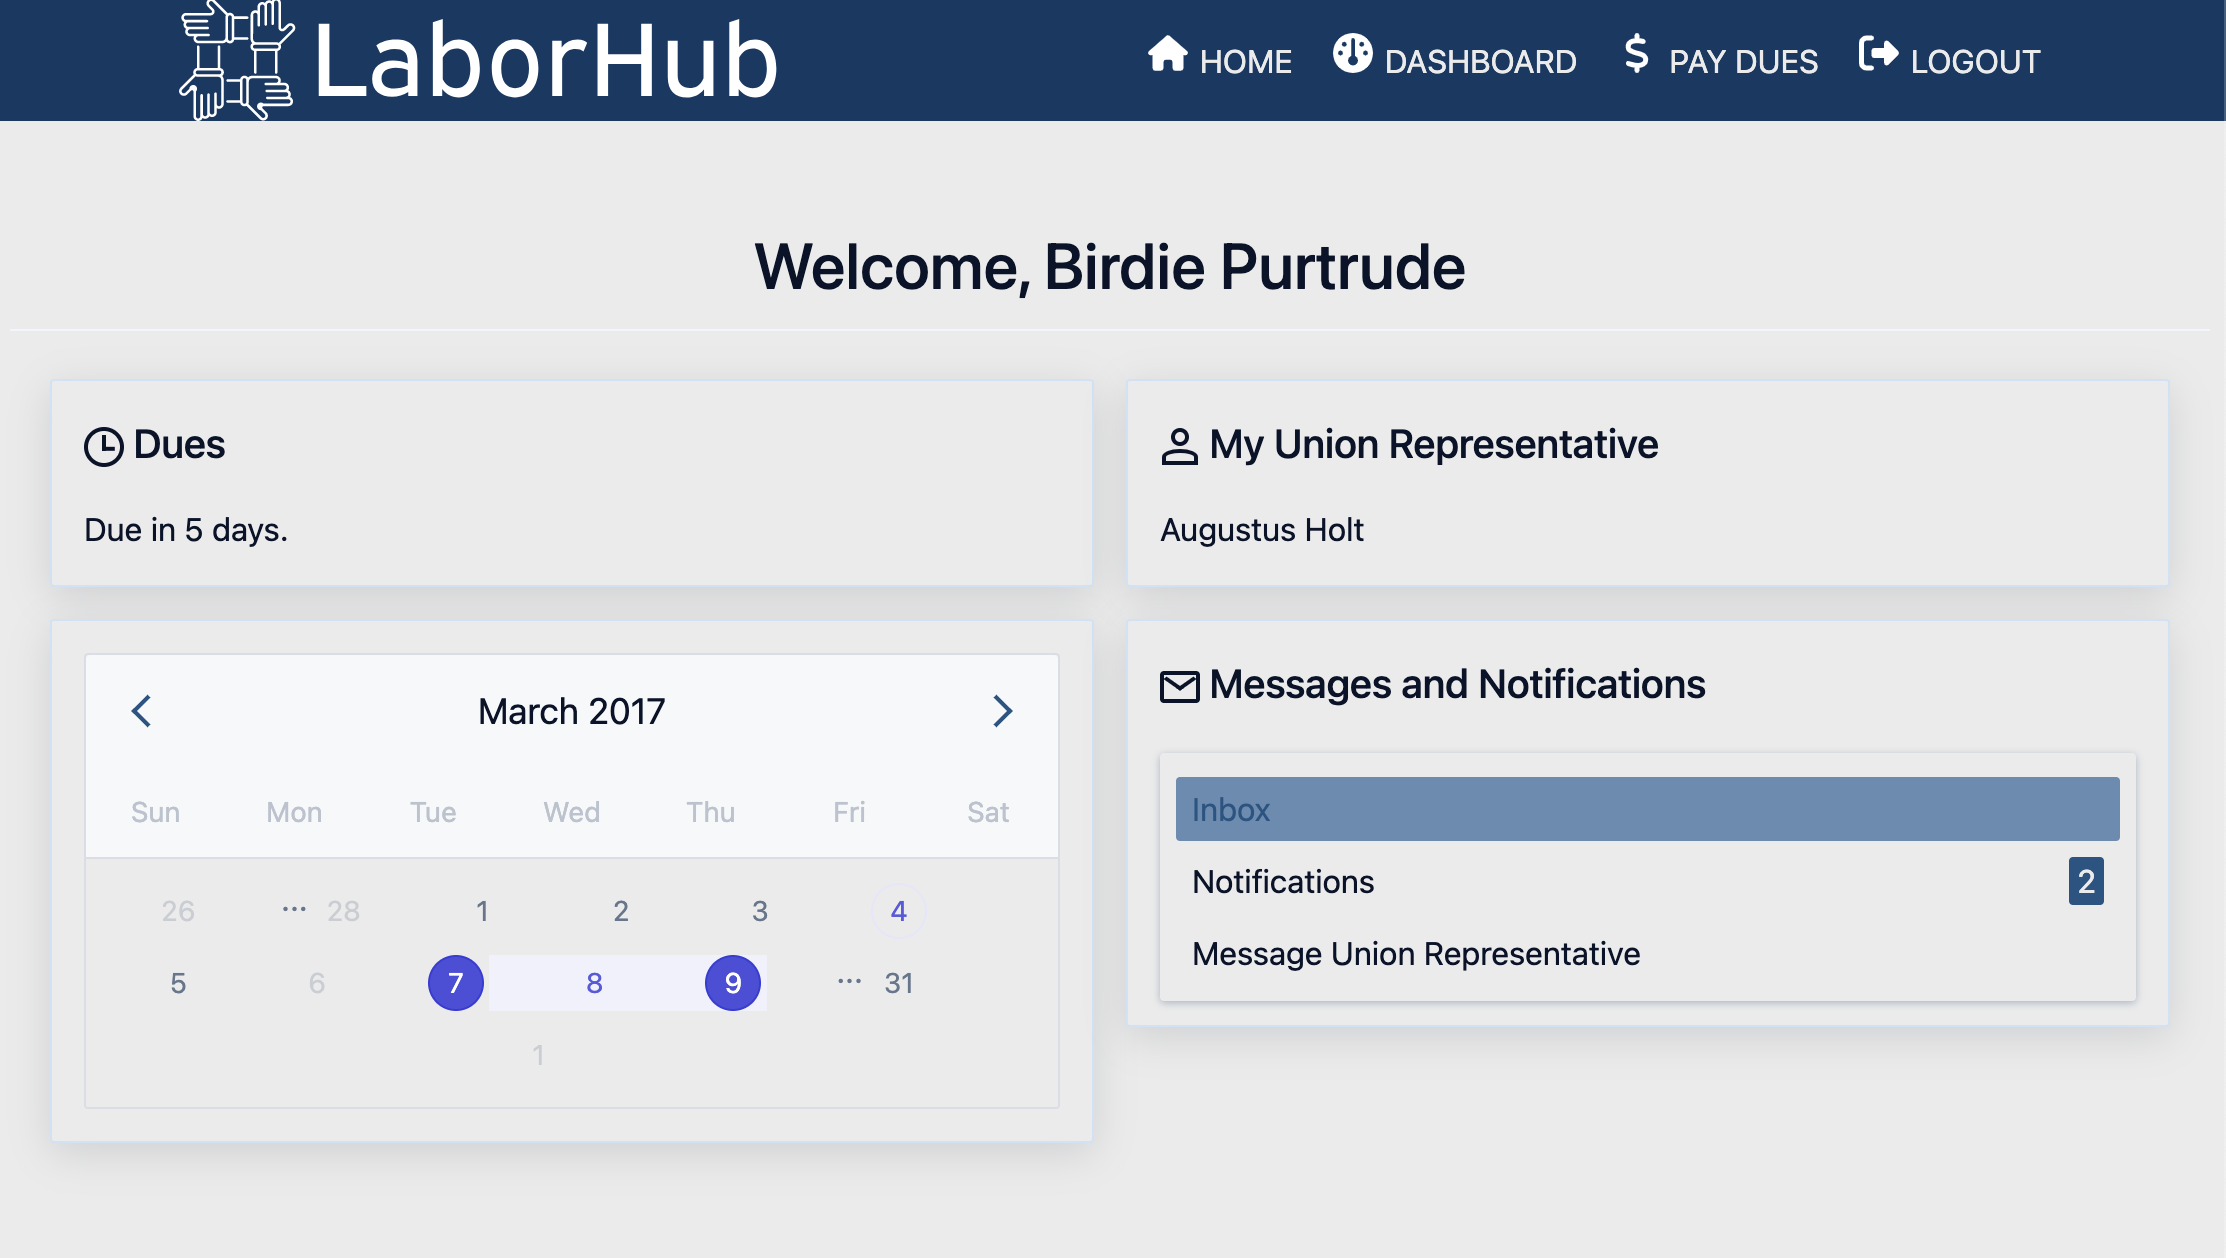 LaborHub
HOME DASHBOARD $ PAY DUES LOGOUT
Welcome, Birdie Purtrude
Dues
Due in 5 days.
My Union Representative
Augustus Holt
March 2017
Sun Mon Tue Wed Thu Fri Sat
26 ... 28 1 2 3 4
5 6 7 8 9 ... 31
1
Messages and Notifications
Inbox
Notifications 2
Message Union Representative